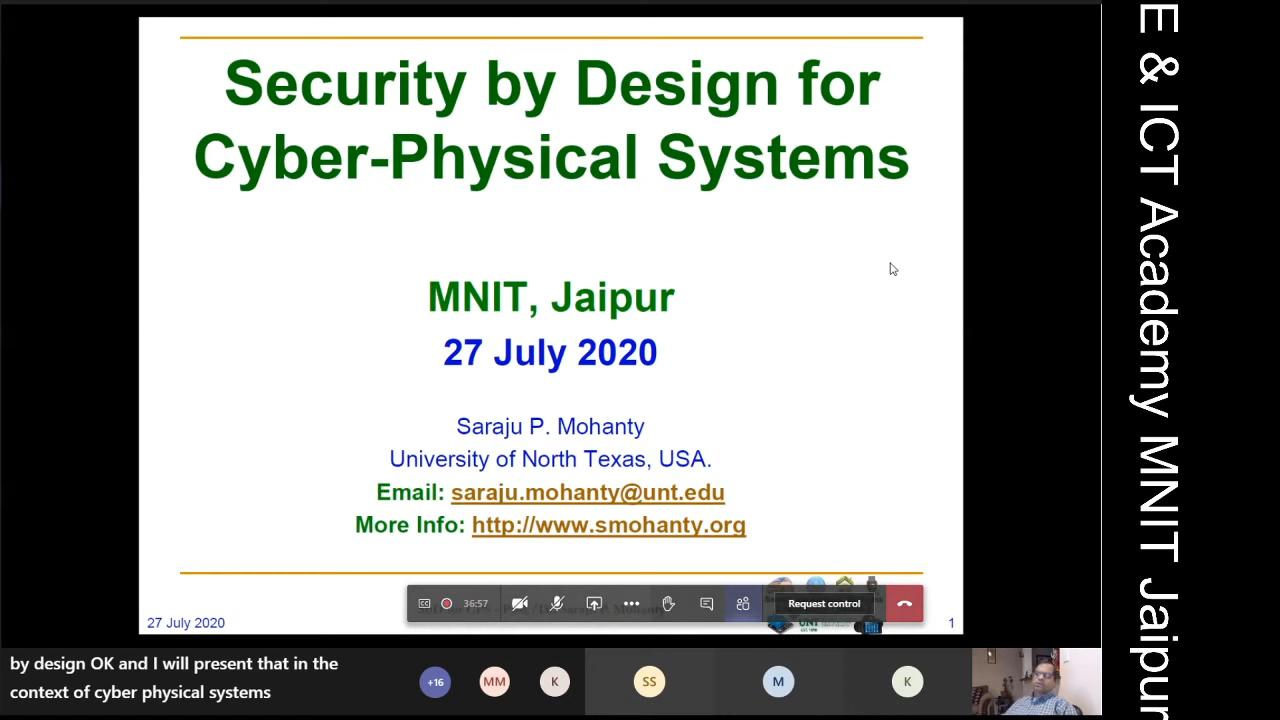 Security by Design for
Cyber-Physical Systems
MNIT, Jaipur
27 July 2020
Saraju P. Mohanty
University of North Texas, USA.
Email: saraju.mohanty@unt.edu
More Info: http://www.smohanty.org
36:57
Request control
27 July 2020
UNT
1
by design OK and I will present that in the
context of cyber physical systems
+16
MM
K
SS
M
K
E & ICT Academy MNIT Jaipur